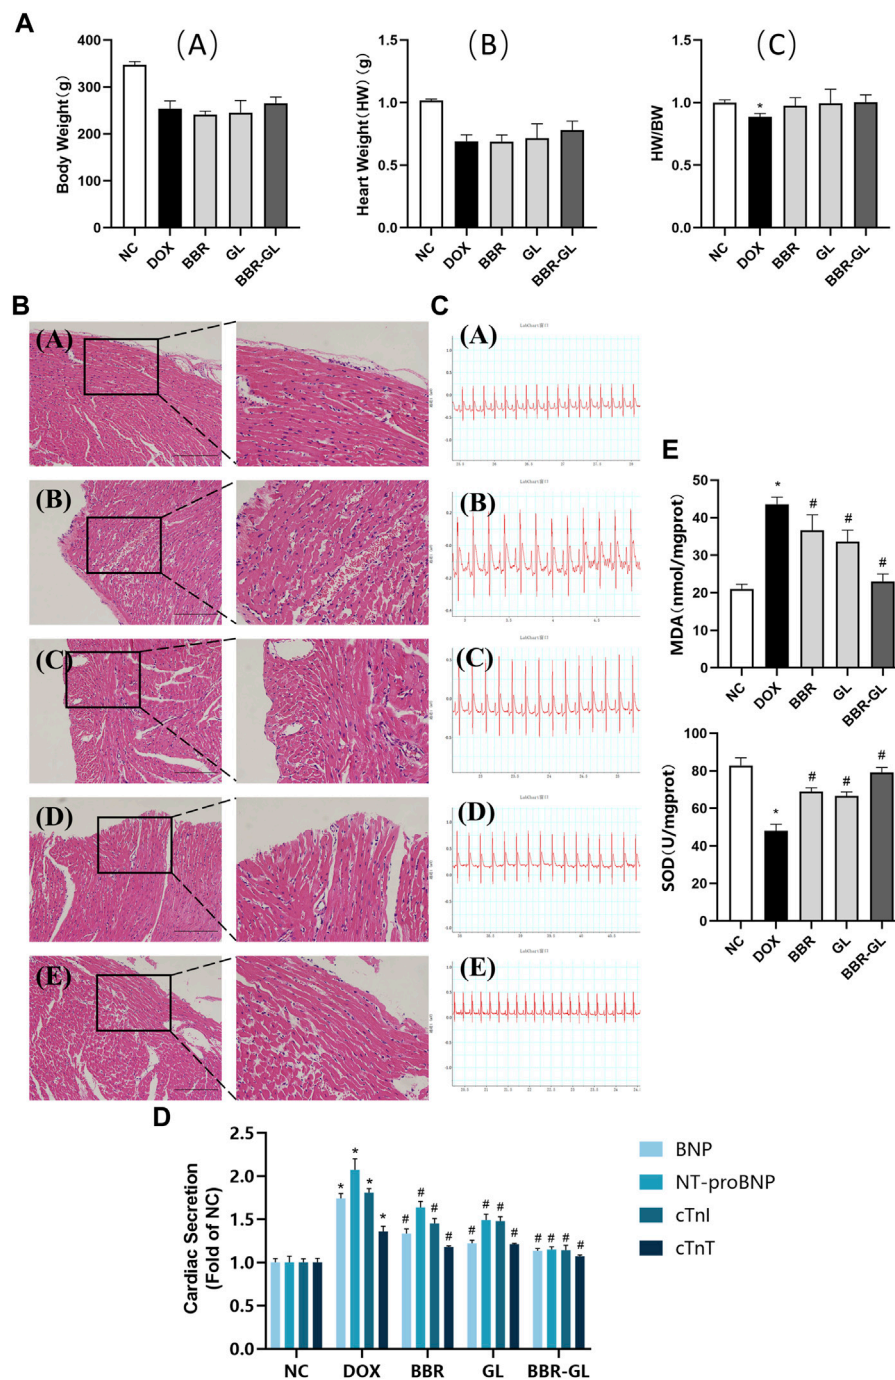 A
(A)
Body Weight(g)
400
300
200
100
0
NC
DOX
BBR
GL
BBR-GL
(B)
Heart Weight(HW) (g)
1.5
1.0
0.5
0.0
NC
DOX
BBR
GL
BBR-GL
(C)
HW/BW
1.5
1.0
0.5
0.0
*
NC
DOX
BBR
GL
BBR-GL
B
(A)
(B)
(C)
(D)
(E)
C
(A)
(B)
(C)
(D)
(E)
E
MDA(nmol/mgprot)
50
40
30
20
10
0
*
#
#
#
NC
DOX
BBR
GL
BBR-GL
SOD(U/mgprot)
100
80
60
40
20
0
*
#
#
#
NC
DOX
BBR
GL
BBR-GL
D
Cardiac Secretion
(Fold of NC)
2.5
2.0
1.5
1.0
0.5
0.0
* * * *
# # # #
# # # #
# # # #
NC
DOX
BBR
GL
BBR-GL
BNP
NT-proBNP
cTnI
cTnT